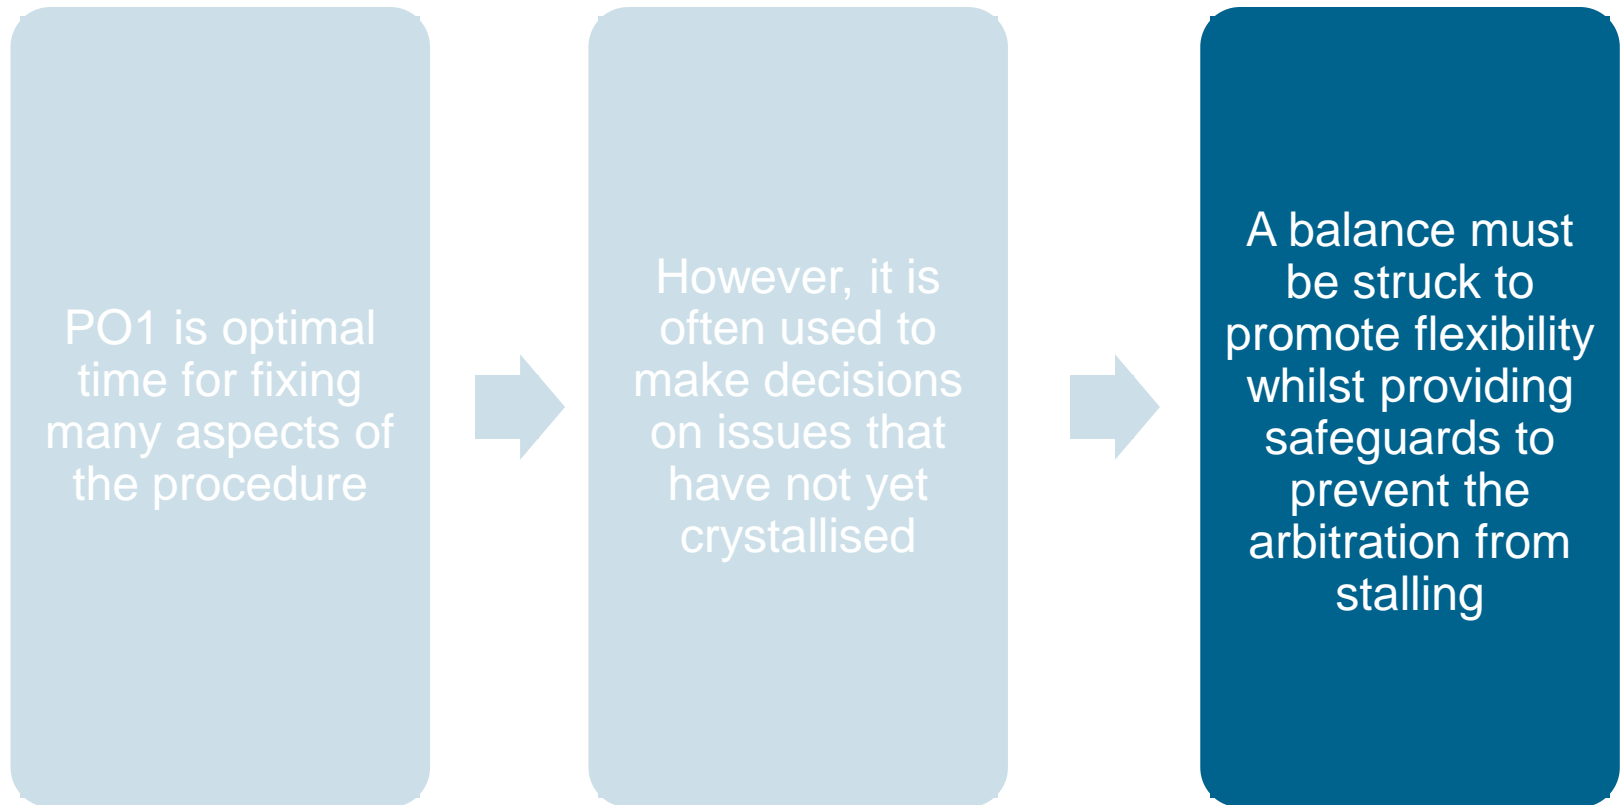 PO1 is optimal
time for fixing
many aspects of
the procedure
However, it is
often used to
make decisions
on issues that
have not yet
crystallised
A balance must
be struck to
promote flexibility
whilst providing
safeguards to
prevent the
arbitration from
stalling